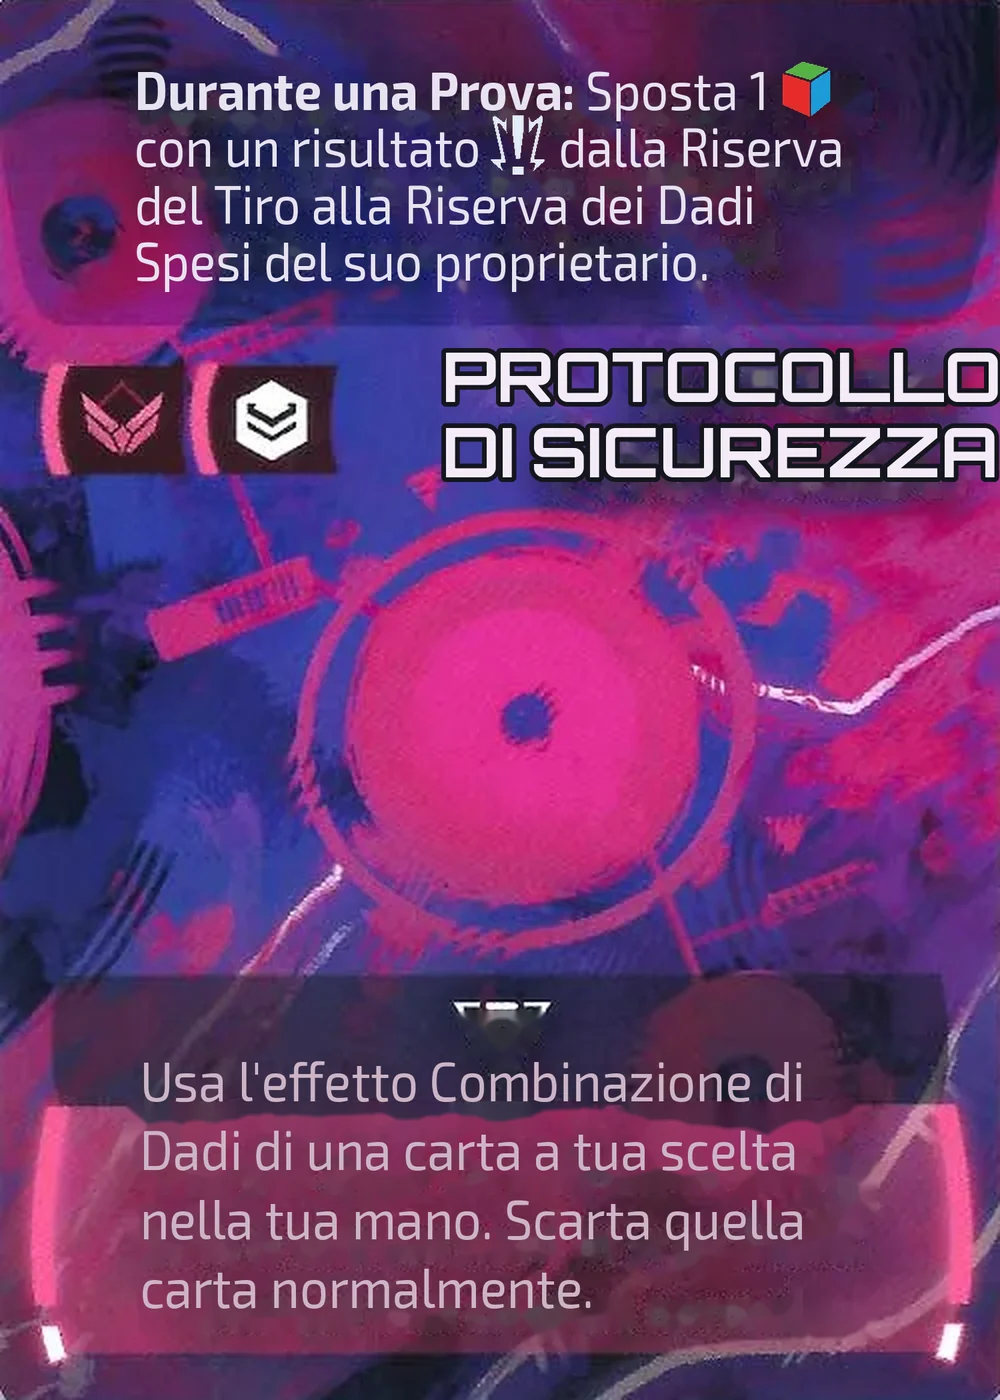 Durante una Prova: Sposta 1
con un risultato dalla Riserva
del Tiro alla Riserva dei Dadi
Spesi del suo proprietario.
PROTOCOLLO
DI SICUREZZA
Usa l'effetto Combinazione di
Dadi di una carta a tua scelta
nella tua mano. Scarta quella
carta normalmente.